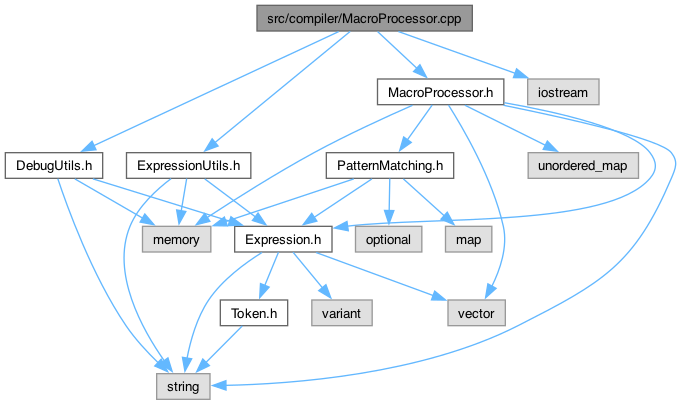 src/compiler/MacroProcessor.cpp
MacroProcessor.h
iostream
DebugUtils.h
ExpressionUtils.h
PatternMatching.h
unordered_map
memory
Expression.h
optional
map
Token.h
variant
vector
string